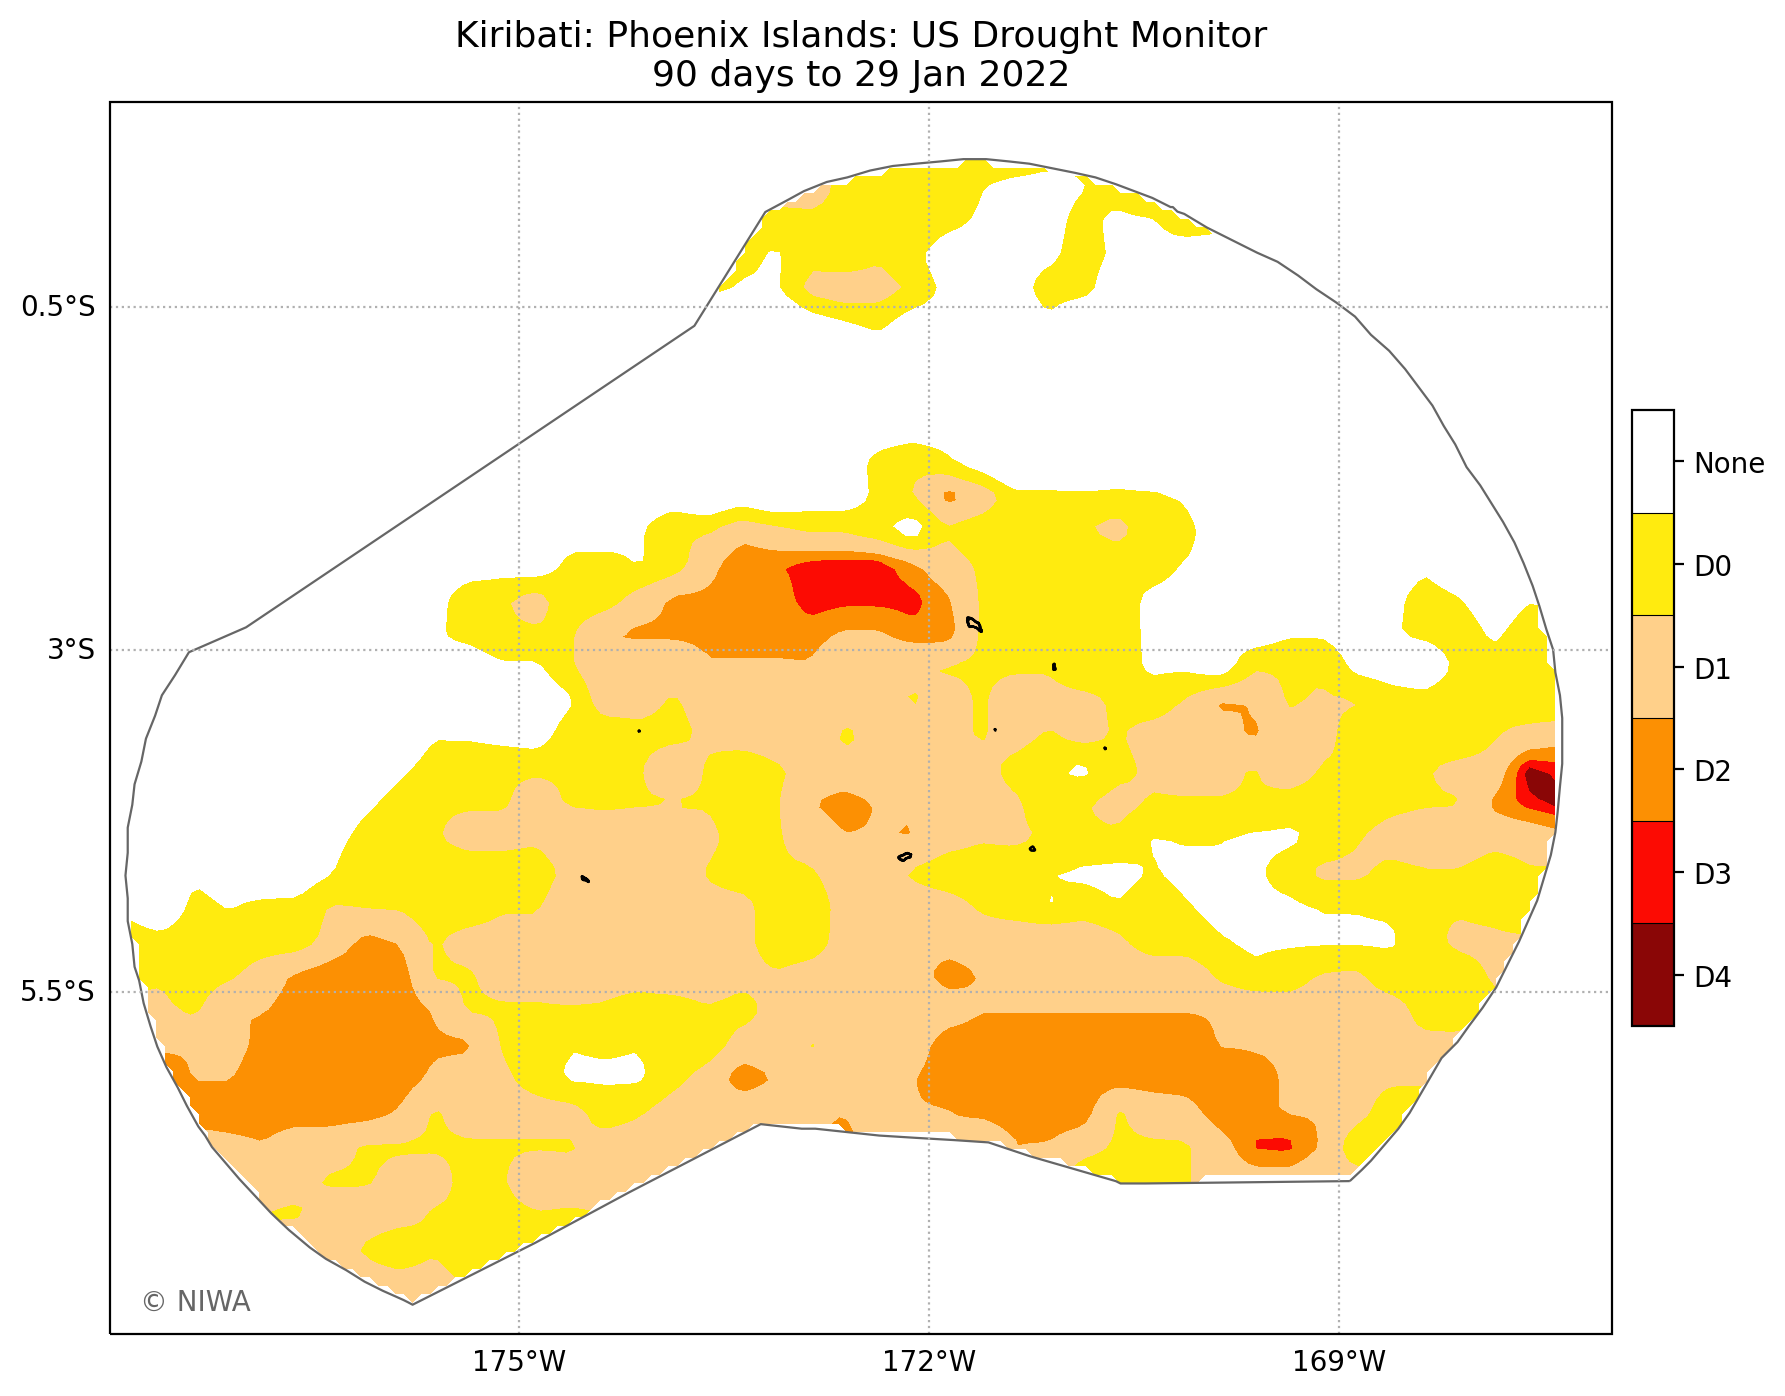 Kiribati: Phoenix Islands: US Drought Monitor
90 days to 29 Jan 2022
0.5°S
3°S
5.5°S
175°W
172°W
169°W
None
D0
D1
D2
D3
D4
© NIWA